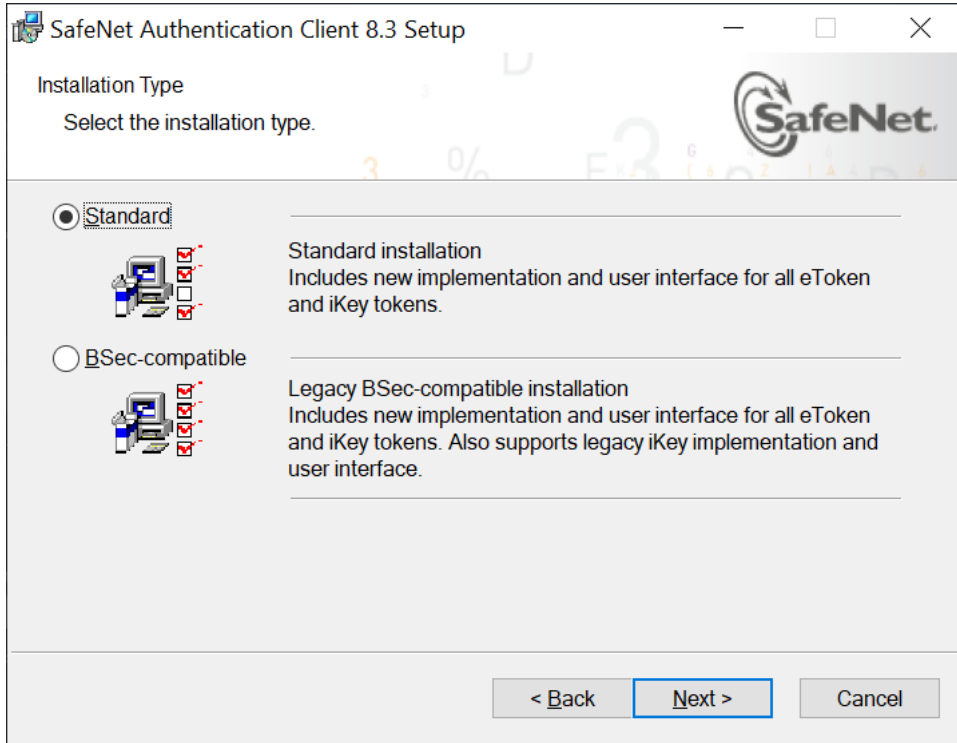 SafeNet Authentication Client 8.3 Setup
Installation Type
Select the installation type.
SafeNet.
Standard
Standard installation
Includes new implementation and user interface for all eToken
and iKey tokens.
BSec-compatible
Legacy BSec-compatible installation
Includes new implementation and user interface for all eToken
and iKey tokens. Also supports legacy iKey implementation and
user interface.
< Back
Next >
Cancel